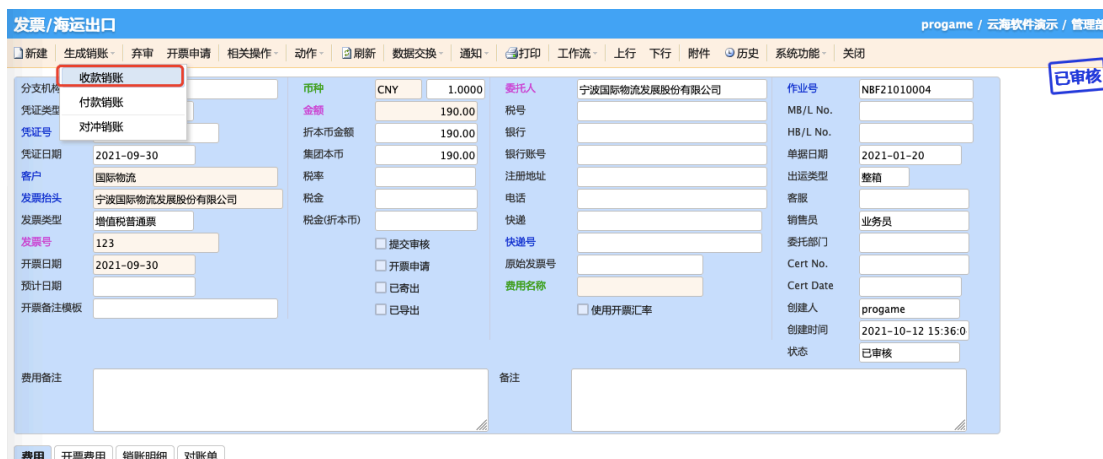 发票/海运出口
progame / 云海软件演示 / 管理部
新建 生成销账 弃审 开票申请 相关操作 动作 刷新 数据交换 通知 打印 工作流 上行 下行 附件 历史 系统功能 关闭
收款销账
付款销账
对冲销账
已审核
分支机构 币种 CNY 1.0000 委托人 宁波国际物流发展股份有限公司 作业号 NBF21010004
凭证类型 金额 190.00 税号 MB/L No.
凭证号 折本币金额 190.00 银行 HB/L No.
凭证日期 2021-09-30 集团本币 190.00 银行账号 单据日期 2021-01-20
客户 国际物流 税率 注册地址 出运类型 整箱
发票抬头 宁波国际物流发展股份有限公司 税金 电话 客服
发票类型 增值税普通票 税金(折本币) 快递 销售员 业务员
发票号 123 提交审核 快递号 委托部门
开票日期 2021-09-30 开票申请 原始发票号 Cert No.
预计日期 已寄出 费用名称 Cert Date
开票备注模板 已导出 使用开票汇率 创建人 progame
创建时间 2021-10-12 15:36:0
状态 已审核
费用备注 备注
费用 开票费用 销账明细 对账单